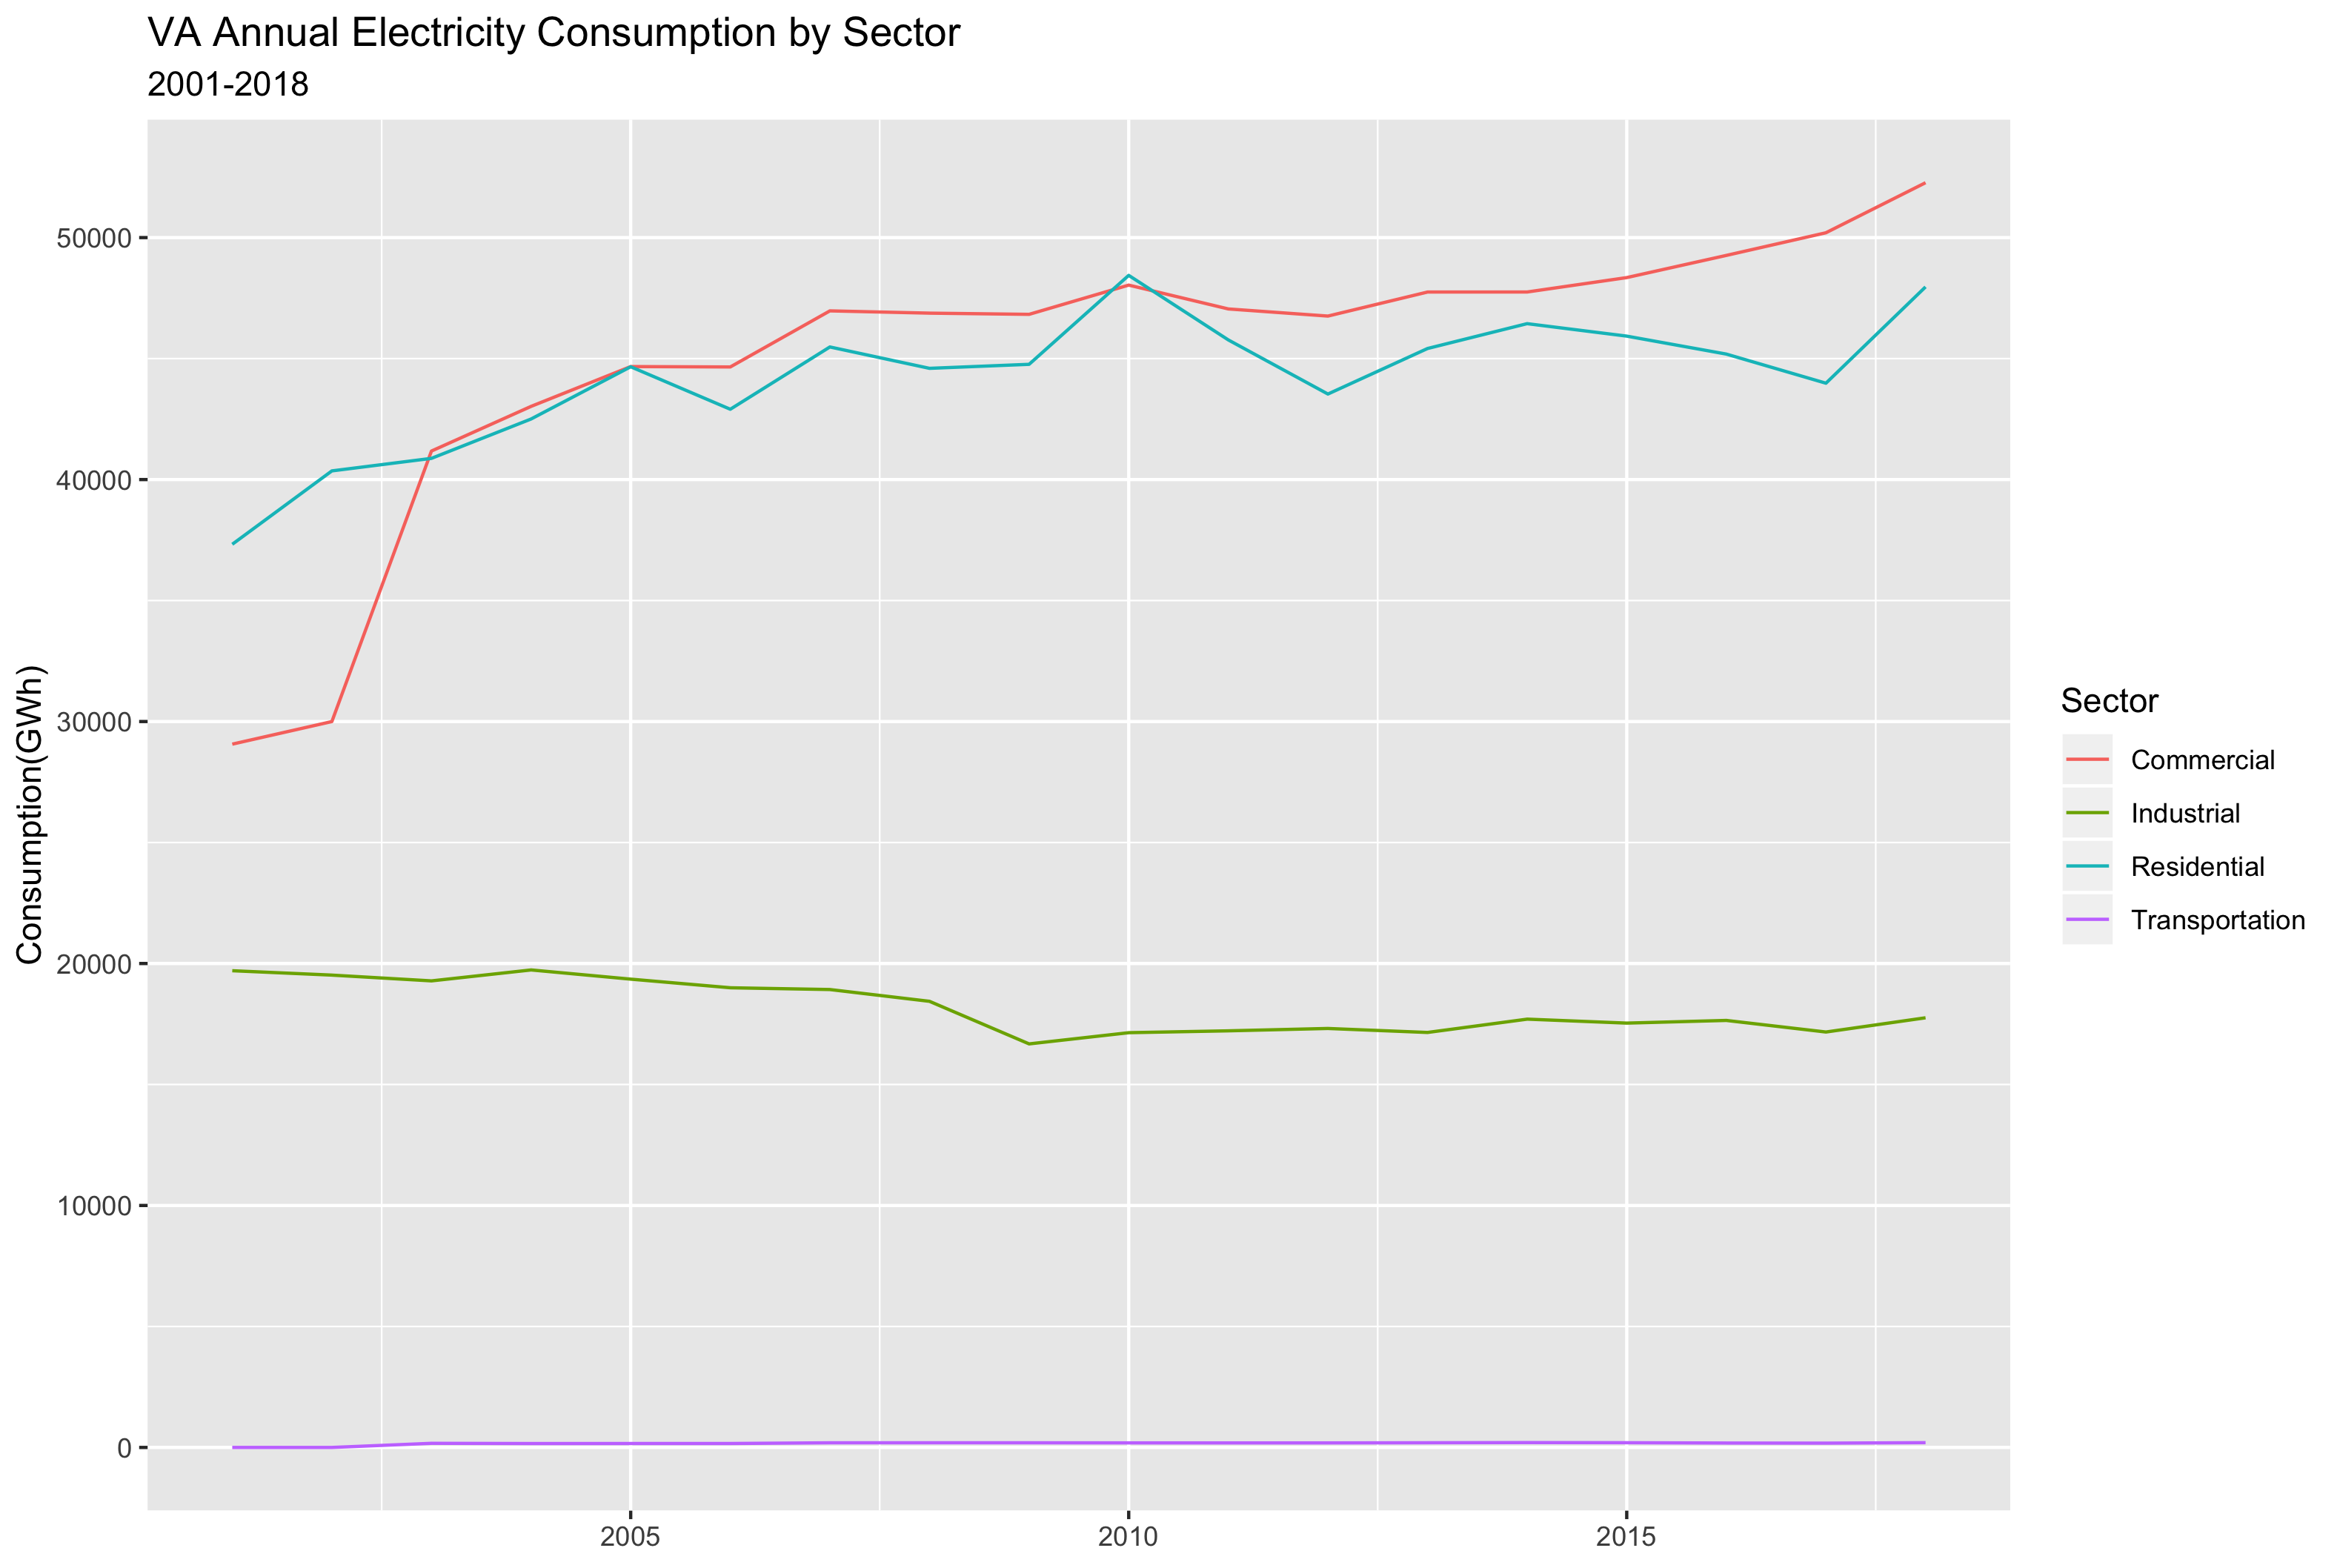 VA Annual Electricity Consumption by Sector
2001-2018
Consumption(GWh)
50000
40000
30000
20000
10000
0
2005
2010
2015
Sector
Commercial
Industrial
Residential
Transportation